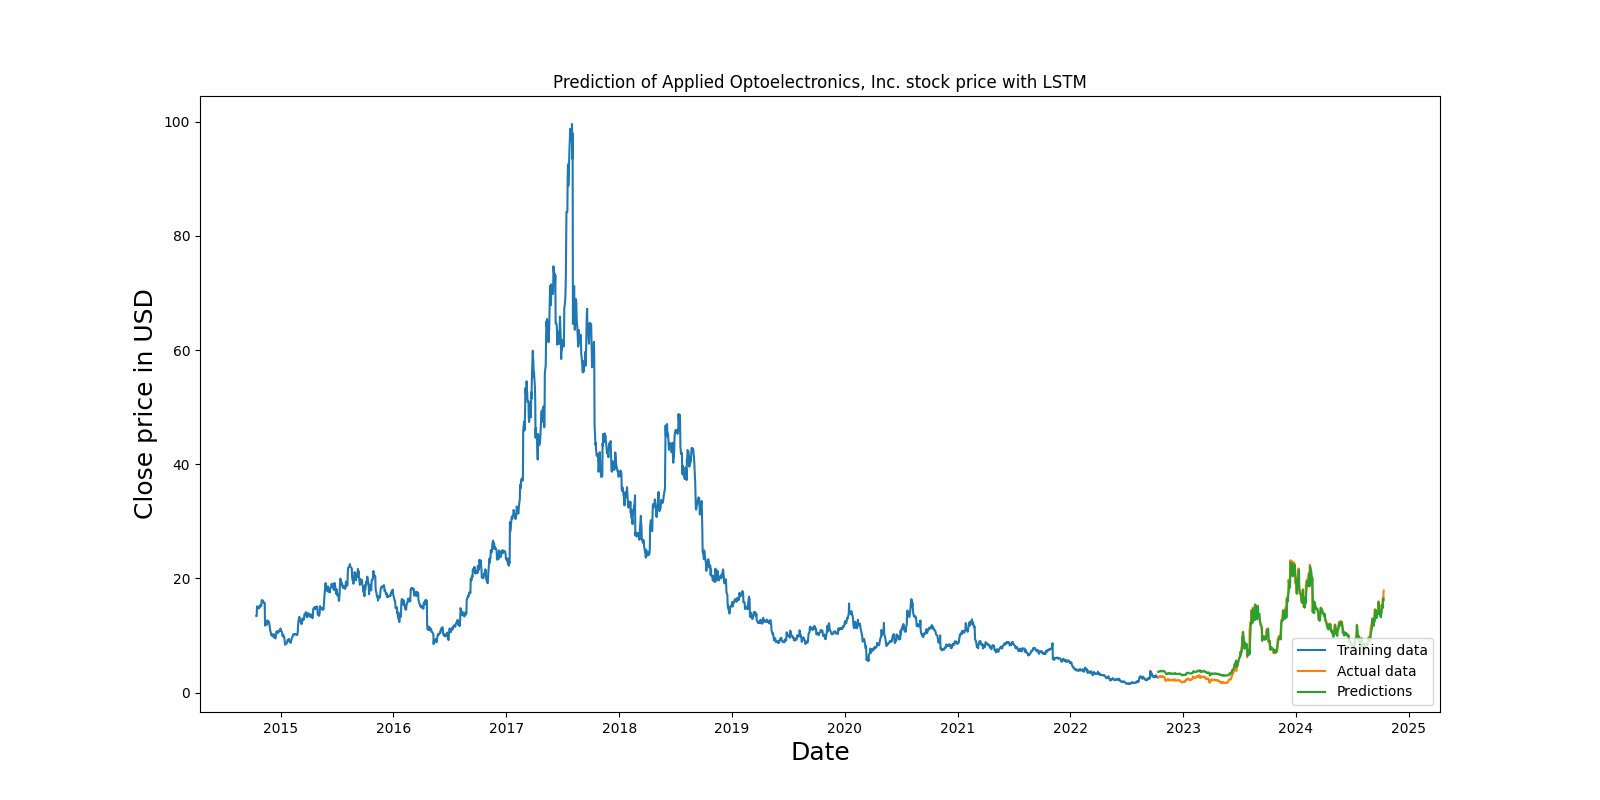 Prediction of Applied Optoelectronics, Inc. stock price with LSTM
100
80
60
40
20
0
Close price in USD
2015 2016 2017 2018 2019 2020 2021 2022 2023 2024 2025
Date
Training data
Actual data
Predictions